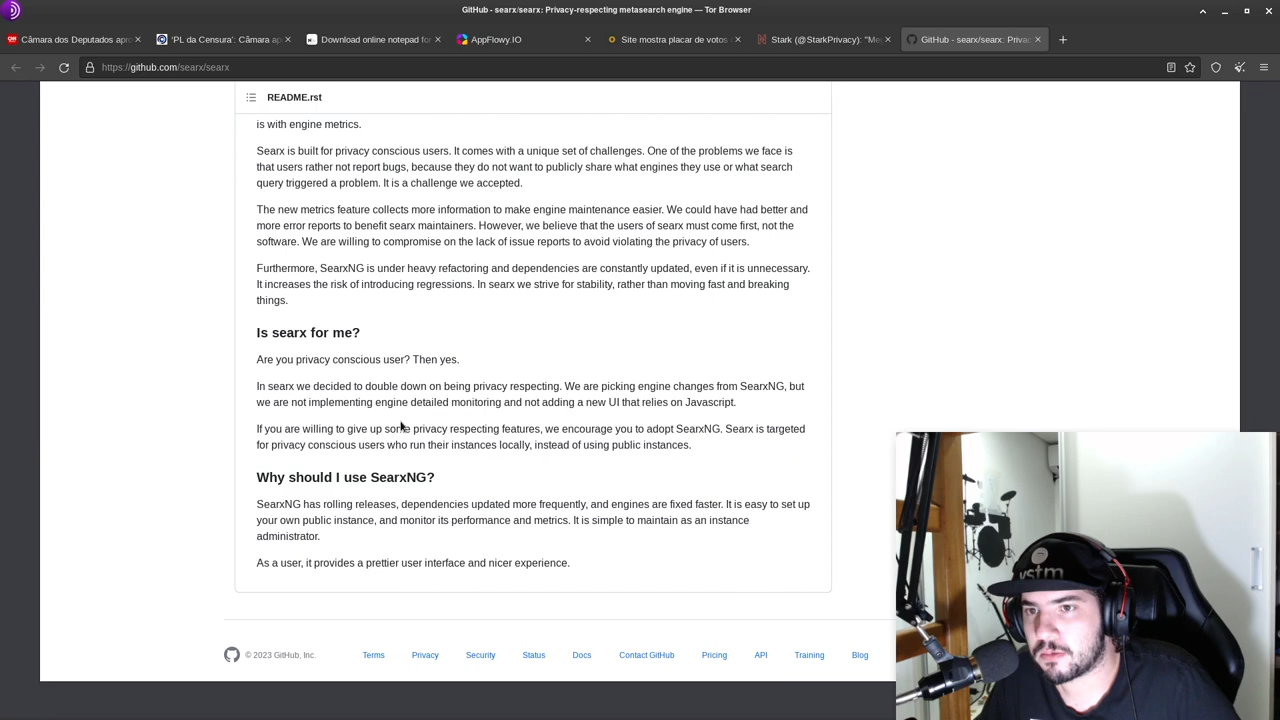 GitHub - searx/searx: Privacy-respecting metasearch engine — Tor Browser
Câmara dos Deputados apr
'PL da Censura': Câmara ap
Download online notepad for
AppFlowy.IO
Site mostra placar de votos
Stark (@StarkPrivacy): "Me
GitHub - searx/searx: Priva
https://github.com/searx/searx
README.rst
is with engine metrics.
Searx is built for privacy conscious users. It comes with a unique set of challenges. One of the problems we face is
that users rather not report bugs, because they do not want to publicly share what engines they use or what search
query triggered a problem. It is a challenge we accepted.
The new metrics feature collects more information to make engine maintenance easier. We could have had better and
more error reports to benefit searx maintainers. However, we believe that the users of searx must come first, not the
software. We are willing to compromise on the lack of issue reports to avoid violating the privacy of users.
Furthermore, SearxNG is under heavy refactoring and dependencies are constantly updated, even if it is unnecessary.
It increases the risk of introducing regressions. In searx we strive for stability, rather than moving fast and breaking
things.
Is searx for me?
Are you privacy conscious user? Then yes.
In searx we decided to double down on being privacy respecting. We are picking engine changes from SearxNG, but
we are not implementing engine detailed monitoring and not adding a new UI that relies on Javascript.
If you are willing to give up some privacy respecting features, we encourage you to adopt SearxNG. Searx is targeted
for privacy conscious users who run their instances locally, instead of using public instances.
Why should I use SearxNG?
SearxNG has rolling releases, dependencies updated more frequently, and engines are fixed faster. It is easy to set up
your own public instance, and monitor its performance and metrics. It is simple to maintain as an instance
administrator.
As a user, it provides a prettier user interface and nicer experience.
© 2023 GitHub, Inc.
Terms
Privacy
Security
Status
Docs
Contact GitHub
Pricing
API
Training
Blog